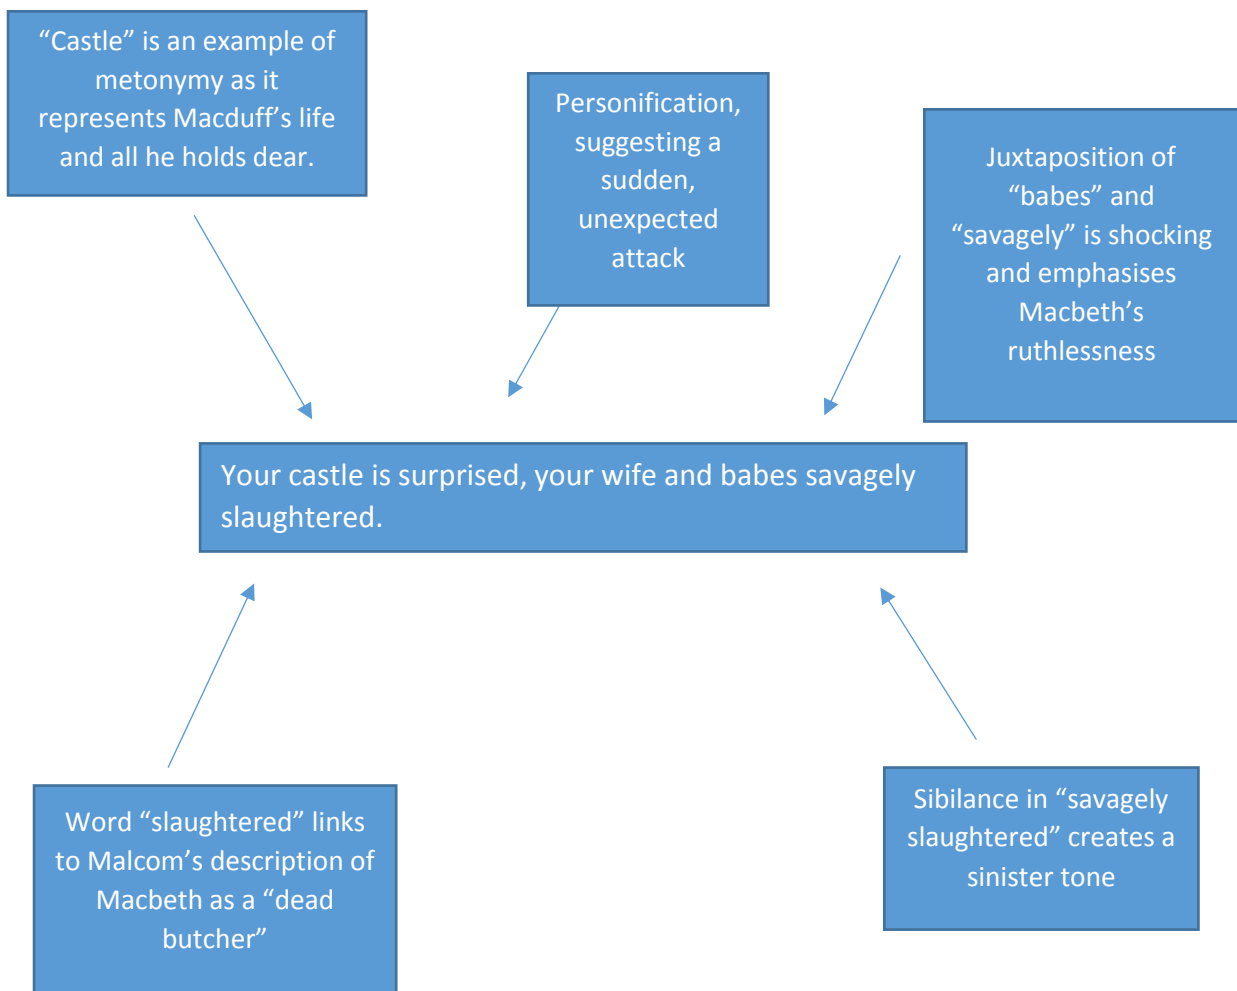 “Castle” is an example of
metonymy as it
represents Macduff’s life
and all he holds dear.
Personification,
suggesting a
sudden,
unexpected
attack
Juxtaposition of
“babes” and
“savagely” is shocking
and emphasises
Macbeth’s
ruthlessness
Your castle is surprised, your wife and babes savagely
slaughtered.
Word “slaughtered” links
to Malcom’s description of
Macbeth as a “dead
butcher”
Sibilance in “savagely
slaughtered” creates a
sinister tone